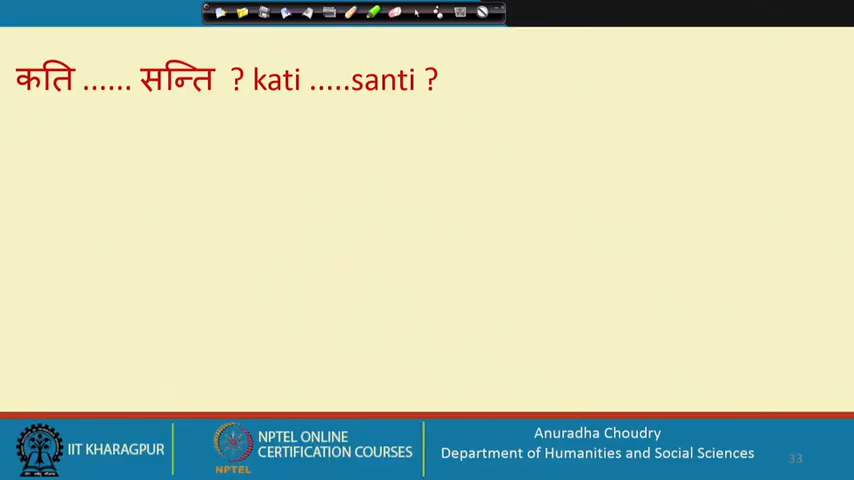 कति ...... सन्ति ? kati .....santi ?
IIT KHARAGPUR
NPTEL
NPTEL ONLINE
CERTIFICATION COURSES
Anuradha Choudry
Department of Humanities and Social Sciences
33